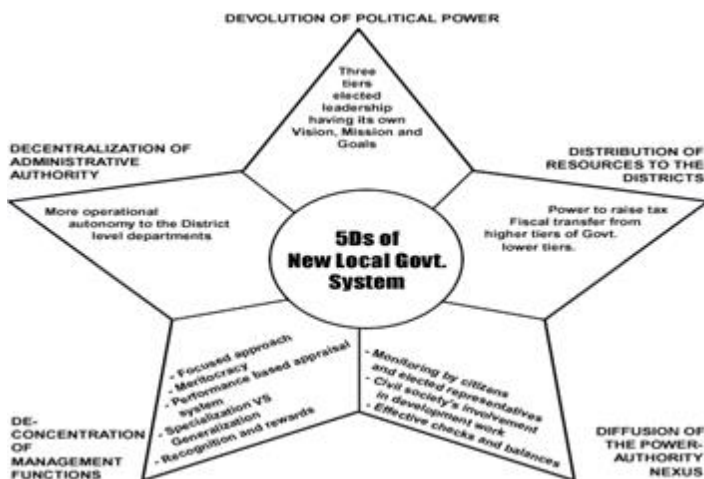 DEVOLUTION OF POLITICAL POWER
Three
tiers
elected
leadership
having its own
Vision, Mission and
Goals
DECENTRALIZATION OF
ADMINISTRATIVE
AUTHORITY
More operational
autonomy to the District
level departments
DISTRIBUTION OF
RESOURCES TO THE
DISTRICTS
Power to raise tax
Fiscal transfer from
higher tiers of Govt.
lower tiers.
5Ds of
New Local Govt.
System
- Focused approach
- Meritocracy
- Performance based appraisal
system
- Specialization VS
Generalization
- Recognition and rewards
- Monitoring by citizens
and elected representatives
- Civil society's involvement
in development work
- Effective checks and balances
DE-
CONCENTRATION
OF
MANAGEMENT
FUNCTIONS
DIFFUSION OF
THE POWER-
AUTHORITY
NEXUS